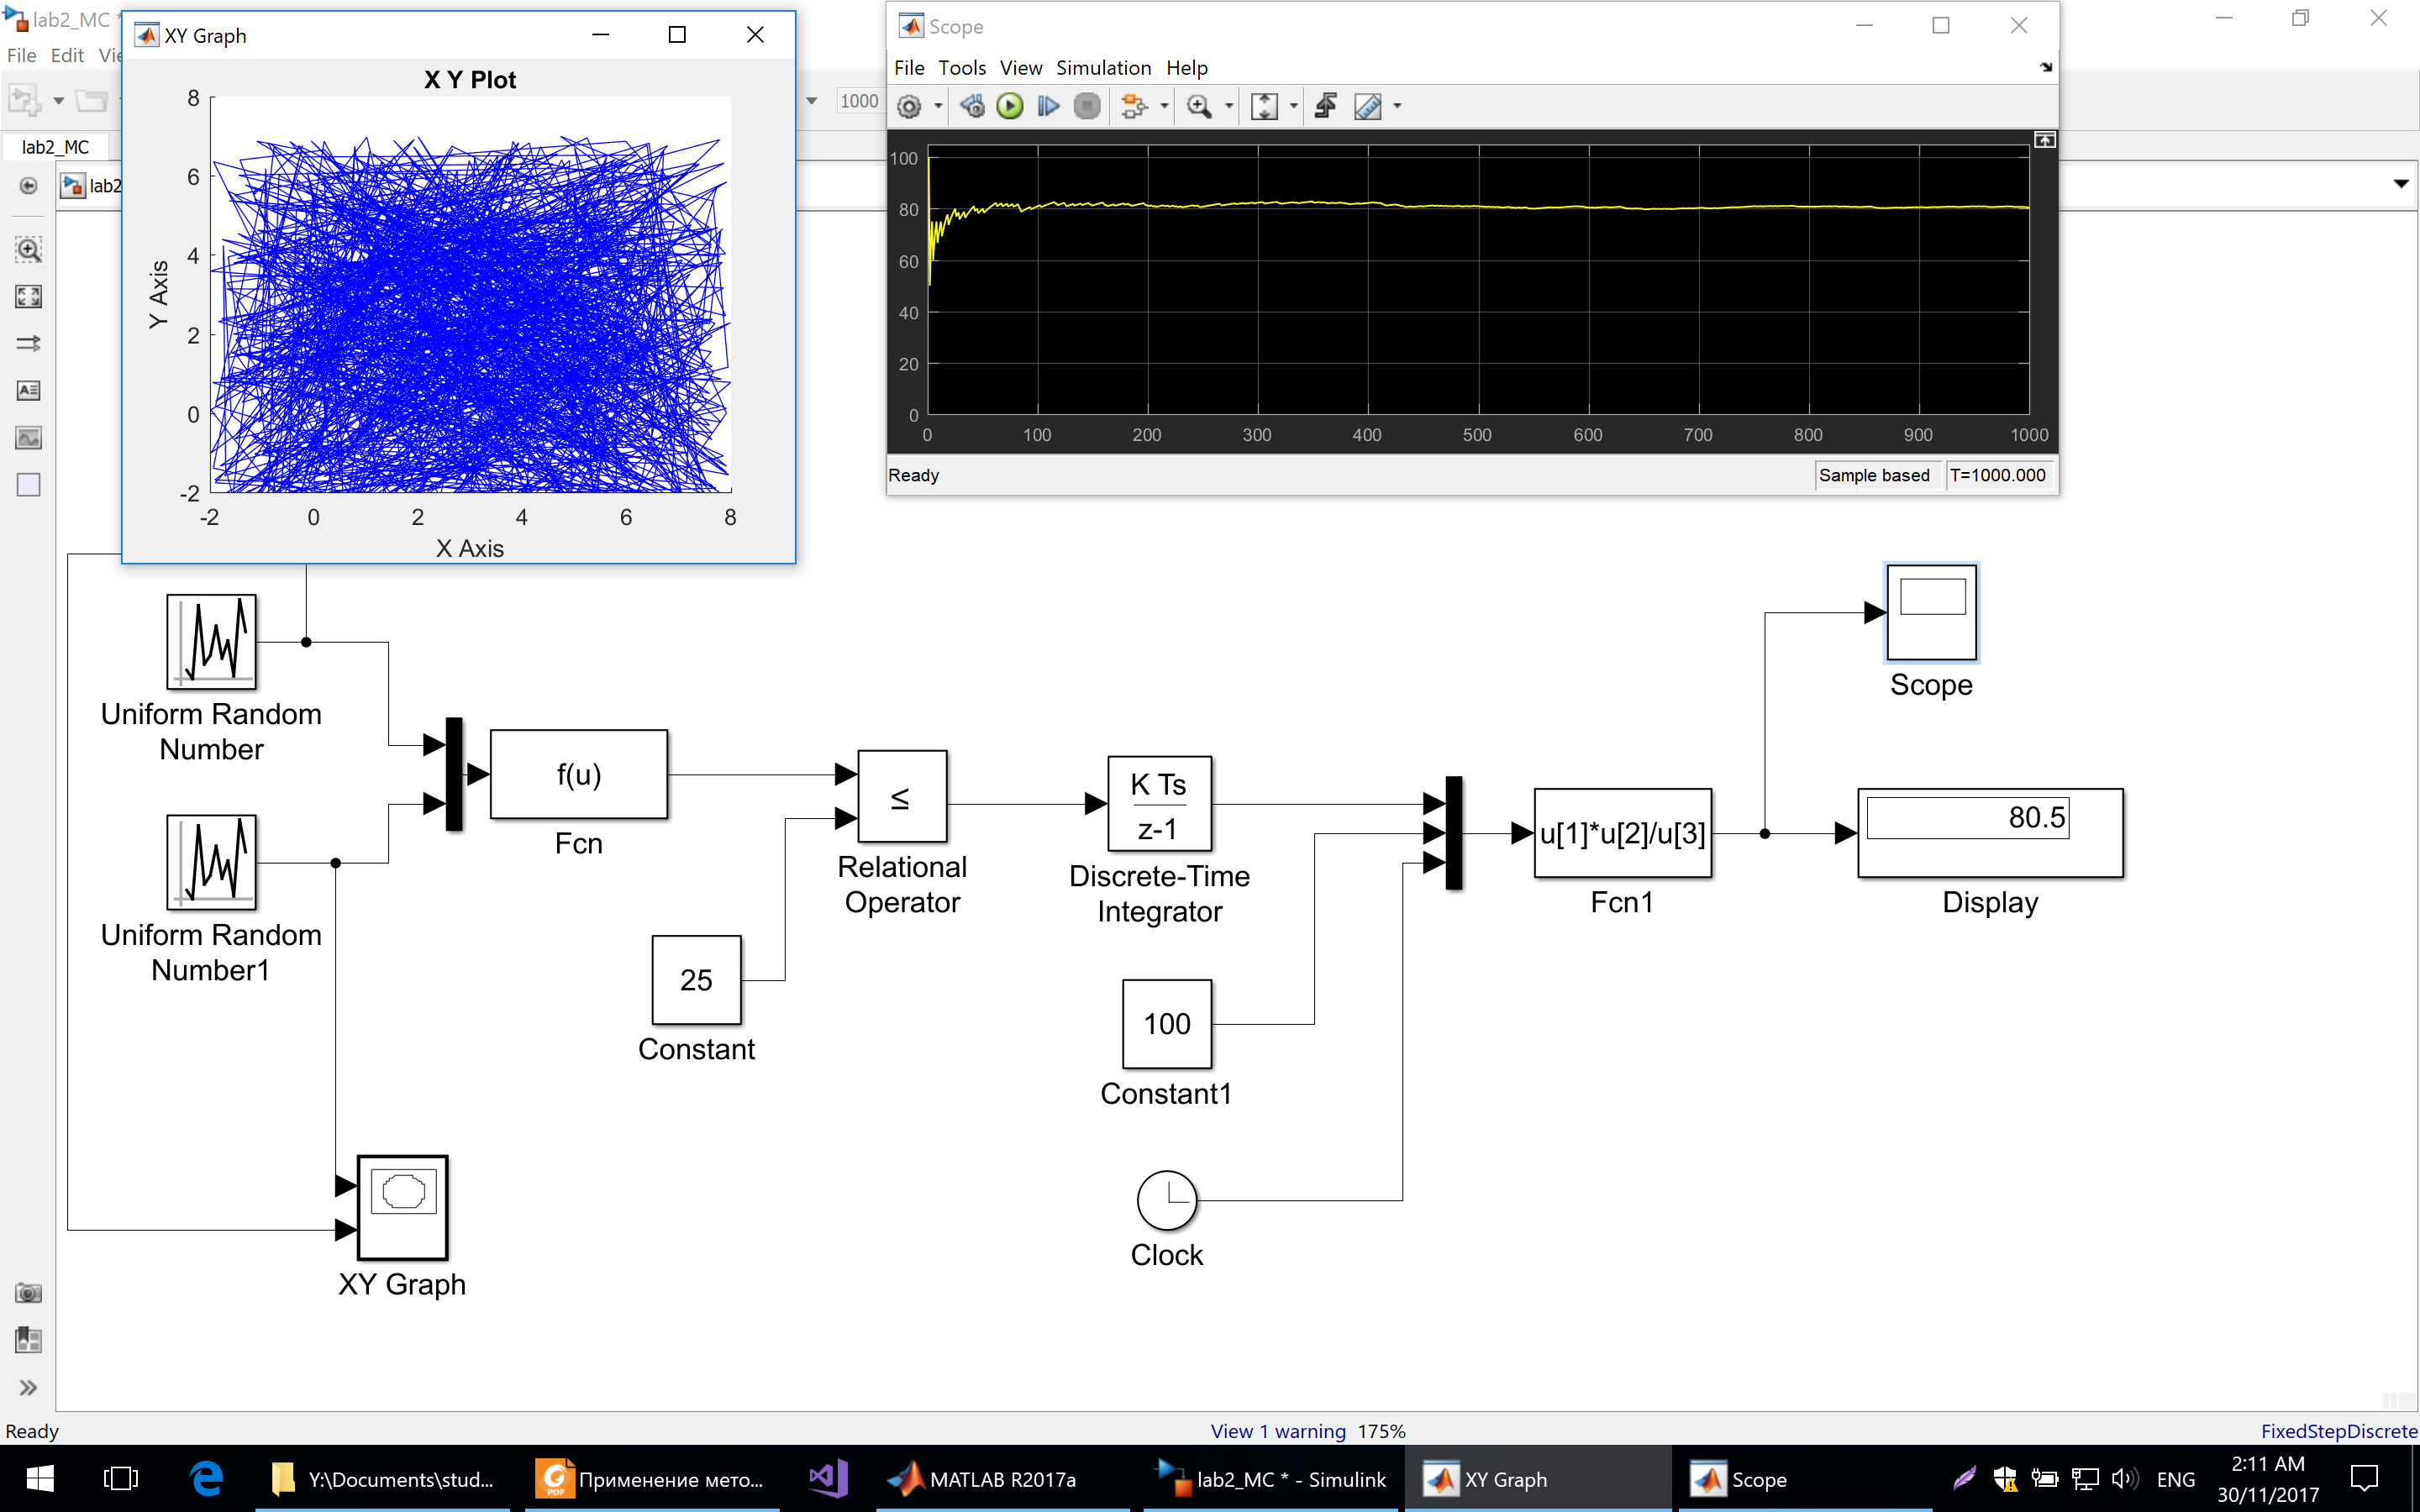 lab2_MC
File Edit
1000
lab2_MC
XY Graph
X Y Plot
8
6
4
2
0
-2
Y Axis
-2 0 2 4 6 8
X Axis
Scope
File Tools View Simulation Help
100
80
60
40
20
0
0 100 200 300 400 500 600 700 800 900 1000
Ready
Sample based T=1000.000
Uniform Random
Number
Uniform Random
Number1
f(u)
Fcn
≤
Relational
Operator
25
Constant
K Ts
z-1
Discrete-Time
Integrator
100
Constant1
Clock
u[1]*u[2]/u[3]
Fcn1
Scope
80.5
Display
XY Graph
Ready
View 1 warning 175%
FixedStepDiscrete
Y:\Documents\stud...
PDF
Применение мето...
MATLAB R2017a
lab2_MC * - Simulink
XY Graph
Scope
ENG
2:11 AM
30/11/2017